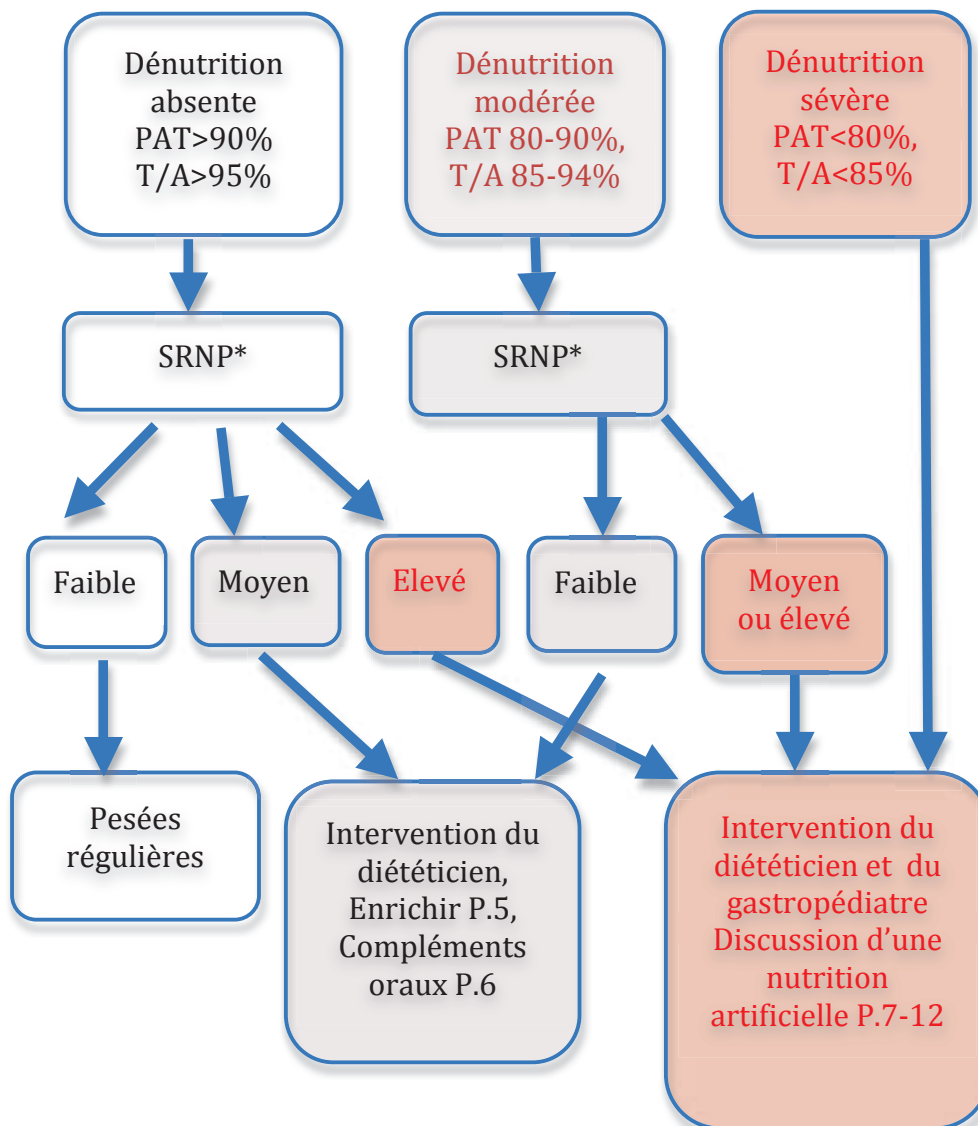 Dénutrition
absente
PAT>90%
T/A>95%
Dénutrition
modérée
PAT 80-90%,
T/A 85-94%
Dénutrition
sévère
PAT<80%,
T/A<85%
SRNP*
SRNP*
Faible
Moyen
Elevé
Faible
Moyen
ou élevé
Pesées
régulières
Intervention du
diététicien,
Enrichir P.5,
Compléments
oraux P.6
Intervention du
diététicien et du
gastropédiatre
Discussion d’une
nutrition
artificielle P.7-12